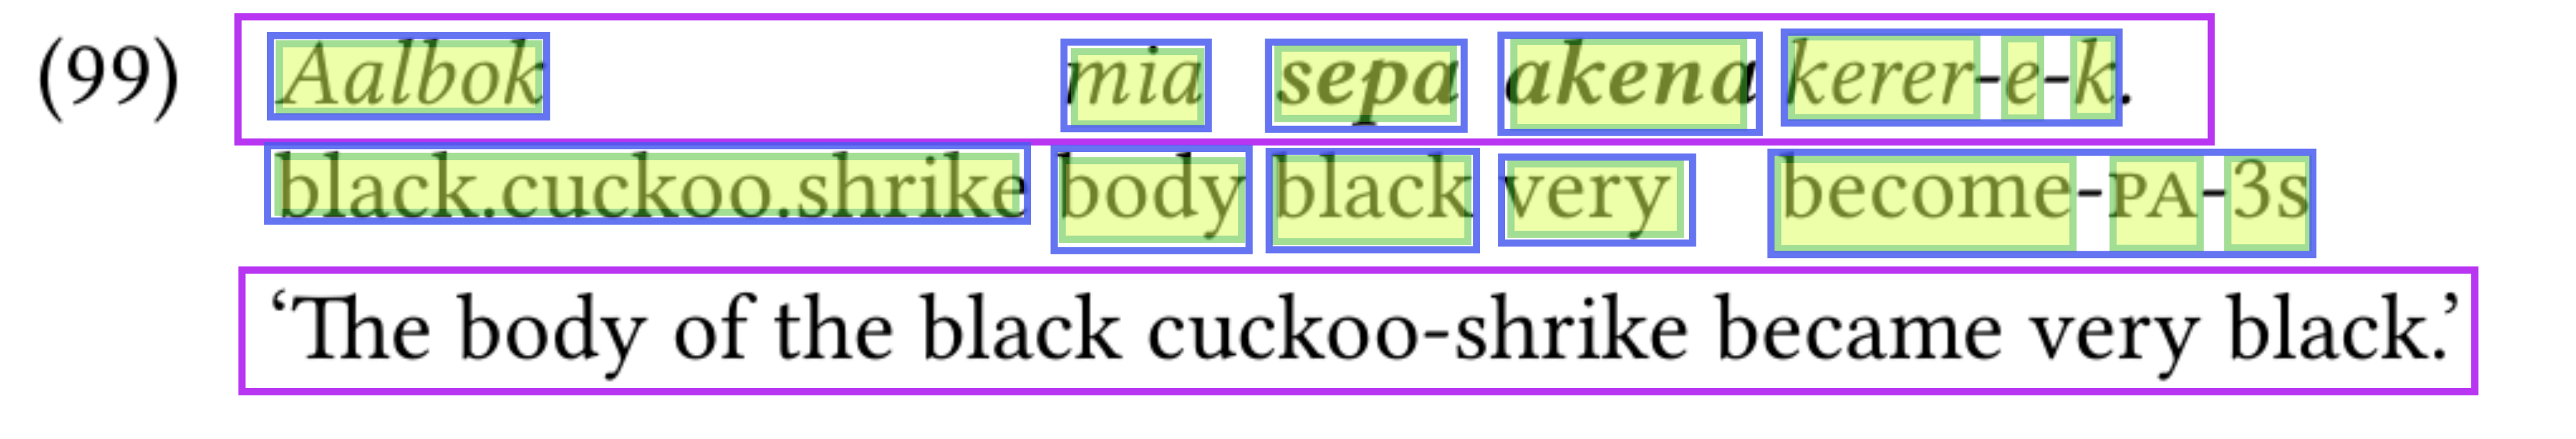 (99) Aalbok mia sepa akena kerer-e-k.
black.cuckoo.shrike body black very become-PA-3s
‘The body of the black cuckoo-shrike became very black.’